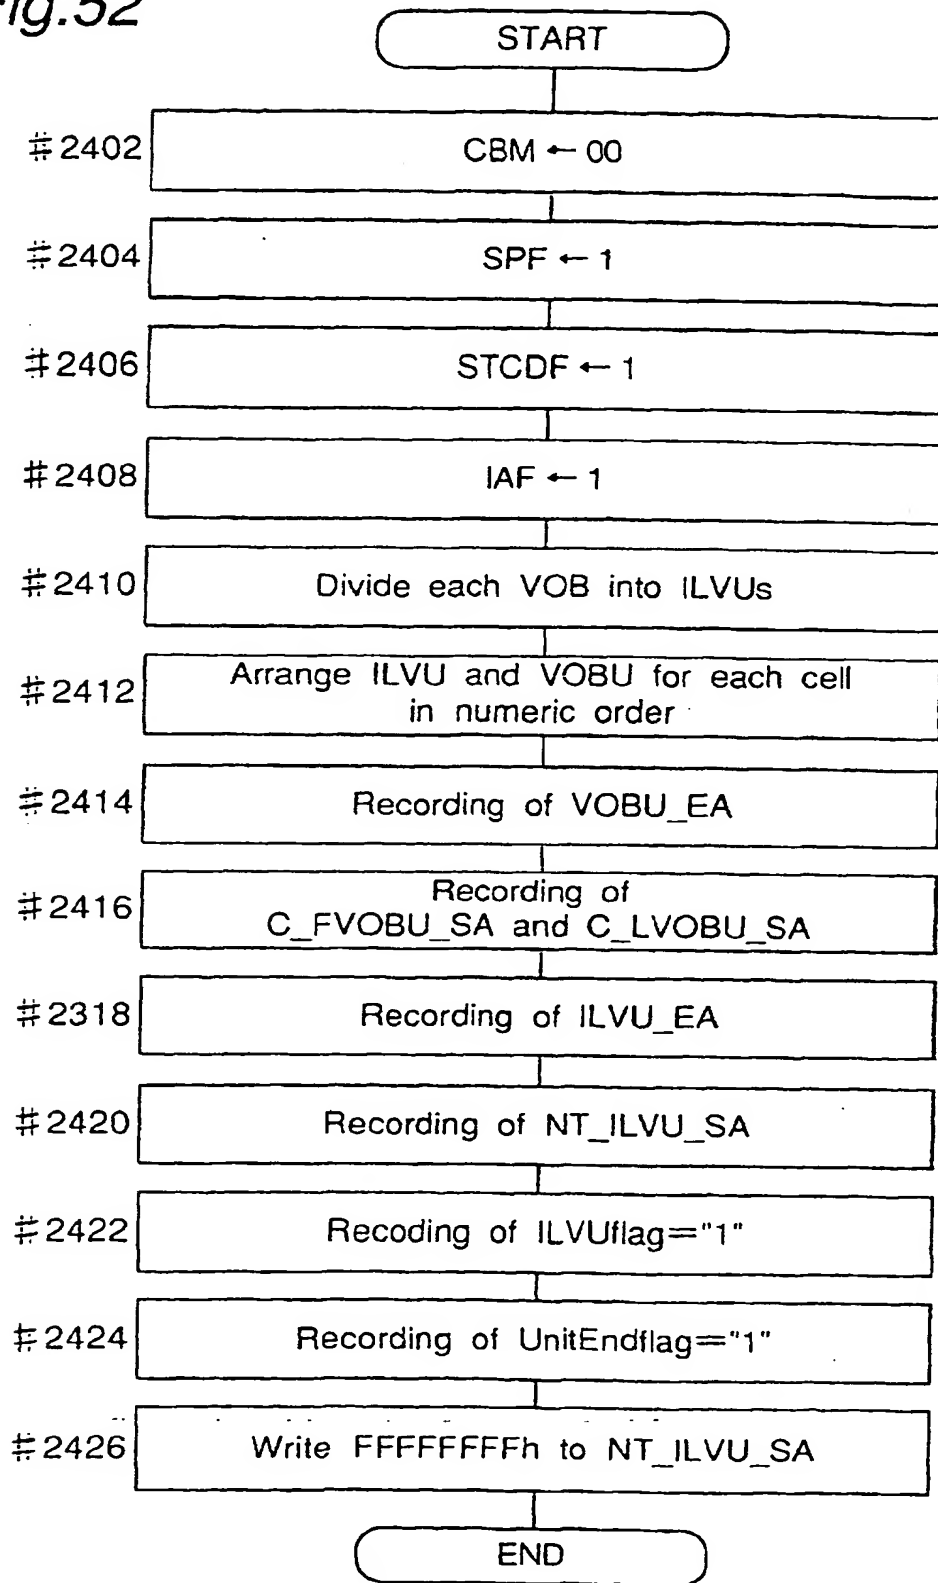 Fig.52
START
#2402
CBM ← 00
#2404
SPF ← 1
#2406
STCDF ← 1
#2408
IAF ← 1
#2410
Divide each VOB into ILVUs
#2412
Arrange ILVU and VOBU for each cell
in numeric order
#2414
Recording of VOBU_EA
#2416
Recording of
C_FVOBU_SA and C_LVOBU_SA
#2318
Recording of ILVU_EA
#2420
Recording of NT_ILVU_SA
#2422
Recoding of ILVUflag="1"
#2424
Recording of UnitEndflag="1"
#2426
Write FFFFFFFFh to NT_ILVU_SA
END